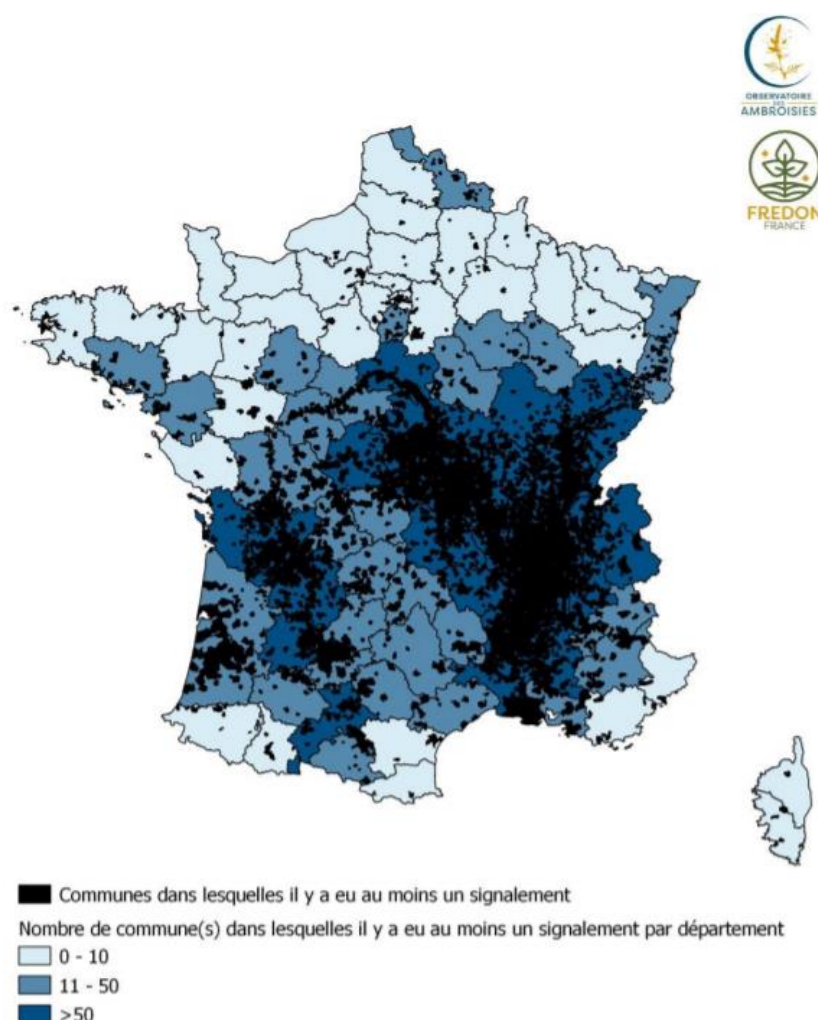 OBSERVATOIRE
DES
AMBROISIES
FREDON
FRANCE
Communes dans lesquelles il y a eu au moins un signalement
Nombre de commune(s) dans lesquelles il y a eu au moins un signalement par département
0 - 10
11 - 50
>50